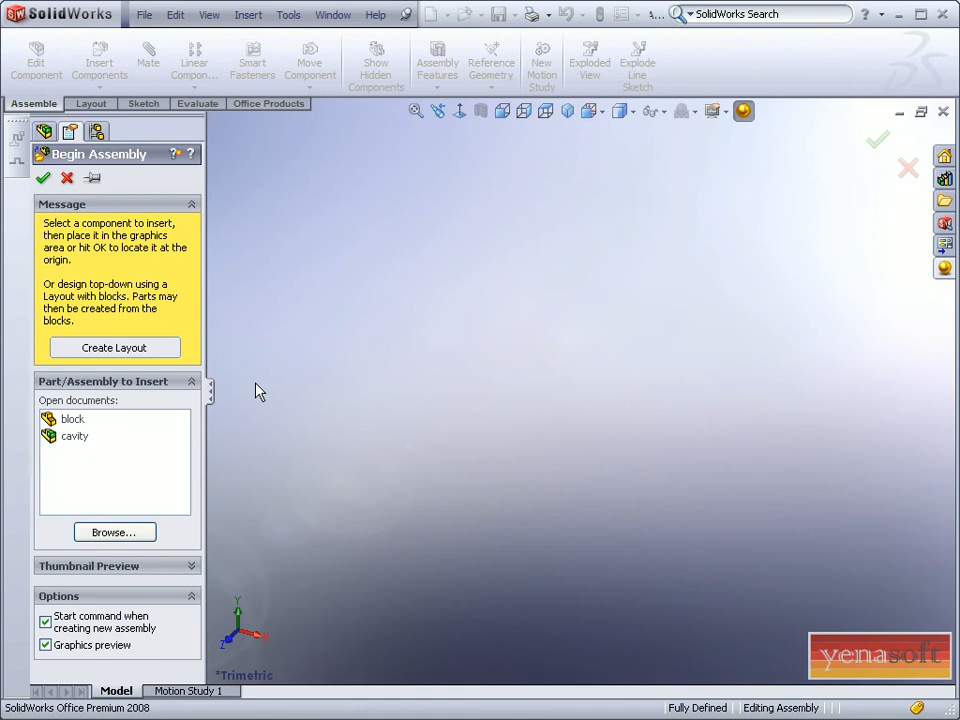 SolidWorks
File Edit View Insert Tools Window Help
A...
SolidWorks Search
Edit Component
Insert Components
Mate
Linear Compon...
Smart Fasteners
Move Component
Show Hidden Components
Assembly Features
Reference Geometry
New Motion Study
Exploded View
Explode Line Sketch
Assemble Layout Sketch Evaluate Office Products
Begin Assembly
Message
Select a component to insert,
then place it in the graphics
area or hit OK to locate it at the
origin.
Or design top-down using a
Layout with blocks. Parts may
then be created from the
blocks.
Create Layout
Part/Assembly to Insert
Open documents:
block
cavity
Browse...
Thumbnail Preview
Options
Start command when
creating new assembly
Graphics preview
Y
X
Z
*Trimetric
yenasoft
Model Motion Study 1
SolidWorks Office Premium 2008
Fully Defined Editing Assembly